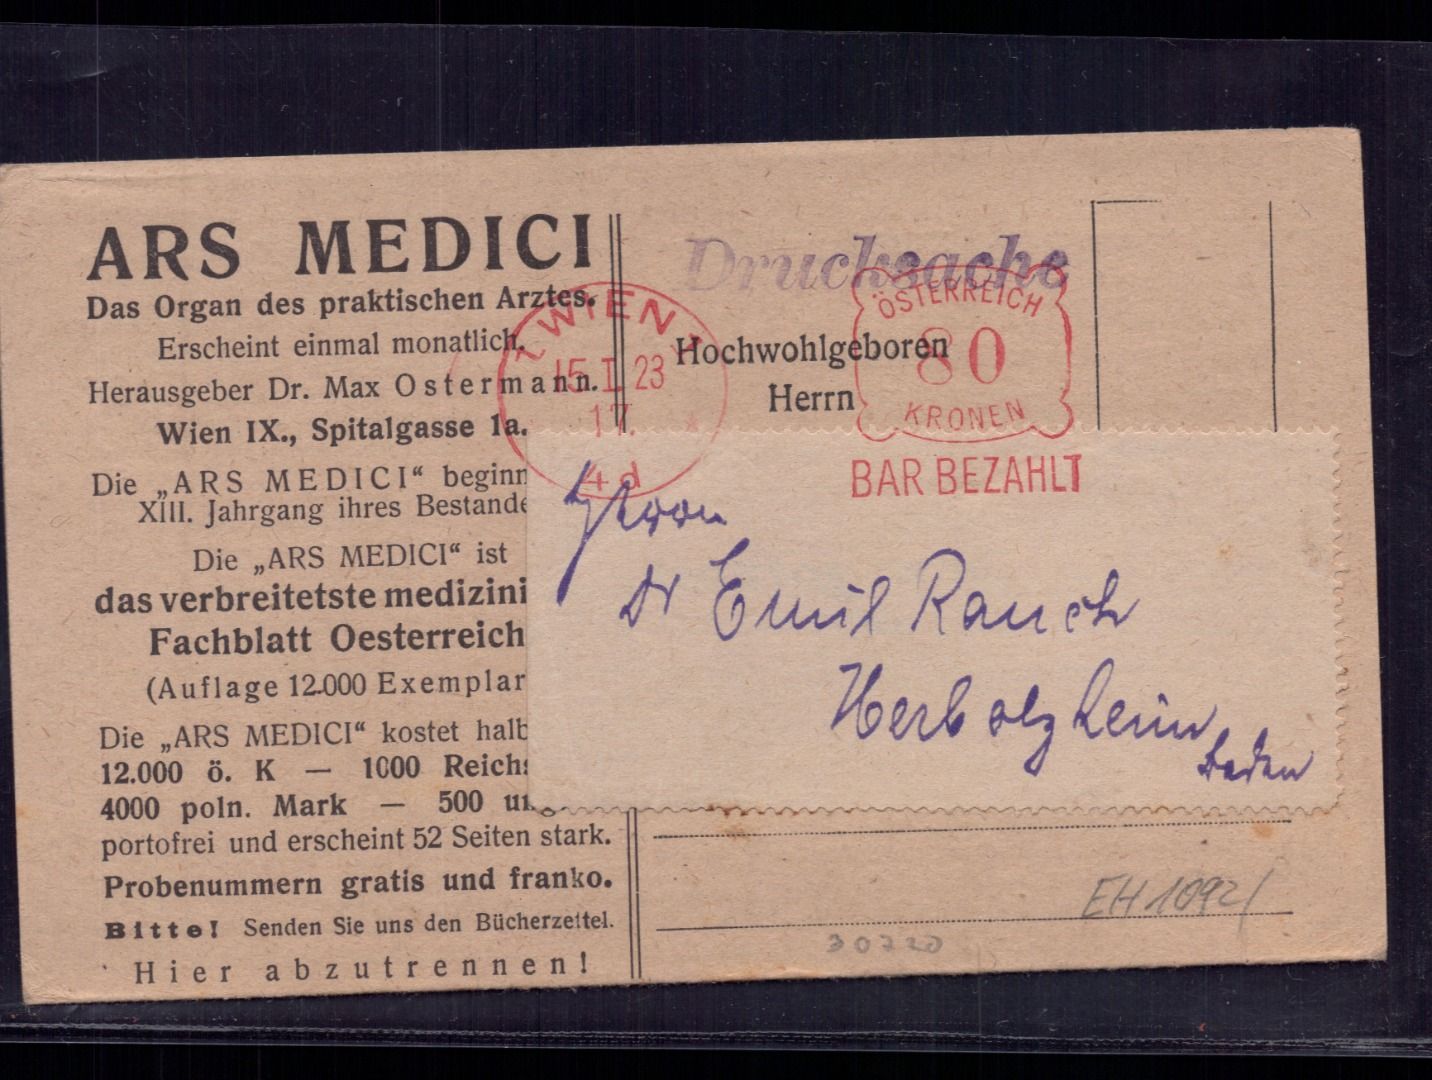 ARS MEDICI
Das Organ des praktischen Arztes.
Erscheint einmal monatlich.
Herausgeber Dr. Max Ostermann.
Wien IX., Spitalgasse 1a.
Die „ARS MEDICI“ beginn
XIII. Jahrgang ihres Bestande
Die „ARS MEDICI“ ist
das verbreitetste medizini
Fachblatt Oesterreich
(Auflage 12.000 Exemplar
Die „ARS MEDICI“ kostet halb
12.000 ö. K — 1000 Reichs
4000 poln. Mark — 500 ung.
portofrei und erscheint 52 Seiten stark.
Probenummern gratis und franko.
Bitte! Senden Sie uns den Bücherzettel.
Hier abzutrennen!
Drucksache
1 WIEN 1
15 I 23
17.
* 4d
ÖSTERREICH
80
KRONEN
BAR BEZAHLT
Hochwohlgeboren
Herrn
Herrn
Dr Emil Rauch
Herbolzheim
Baden
EH 1092/
30720